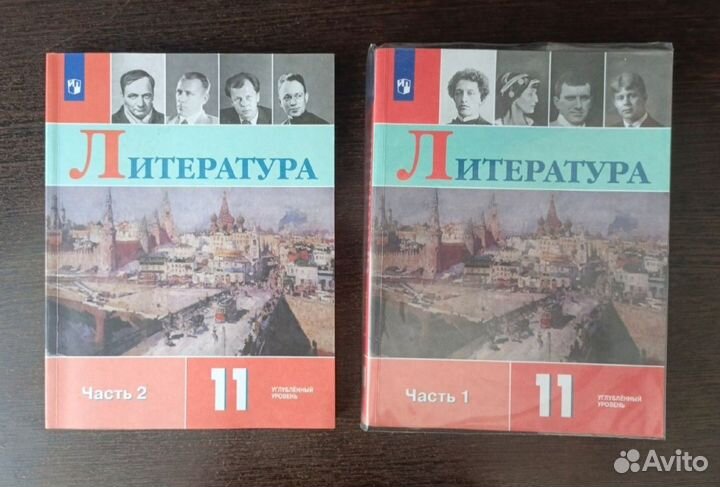 ЛИТЕРАТУРА
Часть 2
11
УГЛУБЛЁННЫЙ
УРОВЕНЬ
ЛИТЕРАТУРА
Часть 1
11
УГЛУБЛЁННЫЙ
УРОВЕНЬ
Avito